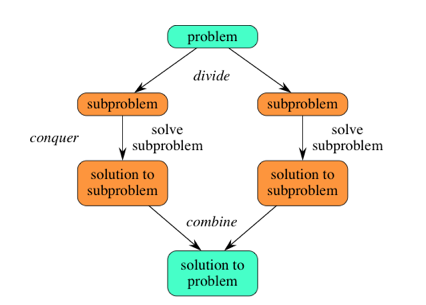 problem
divide
subproblem
subproblem
conquer
solve
subproblem
solve
subproblem
solution to
subproblem
solution to
subproblem
combine
solution to
problem